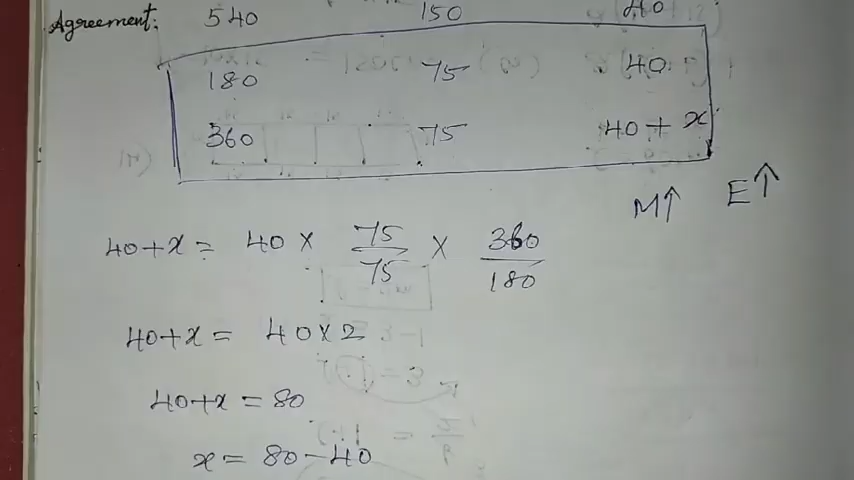 Agreement: 540 150 40
180 75 40
360 75 40 + x
M↑ E↑
40+x = 40 × 75/75 × 360/180
40+x = 40 × 2
40+x = 80
x = 80 - 40